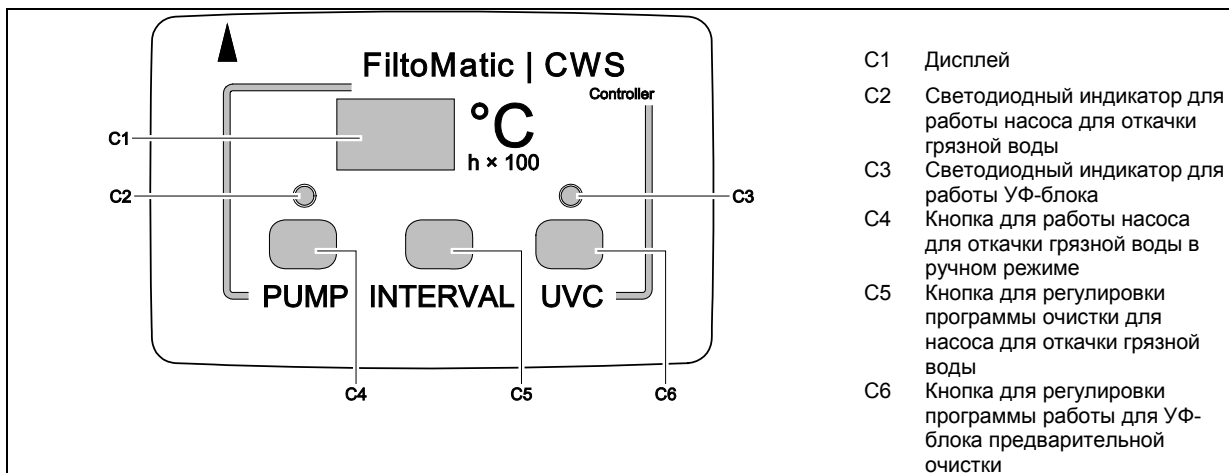 FiltoMatic | CWS
Controller
°C
h × 100
C1
C2
C3
PUMP INTERVAL UVC
C4 C5 C6
C1 Дисплей
C2 Светодиодный индикатор для
работы насоса для откачки
грязной воды
C3 Светодиодный индикатор для
работы УФ-блока
C4 Кнопка для работы насоса
для откачки грязной воды в
ручном режиме
C5 Кнопка для регулировки
программы очистки для
насоса для откачки грязной
воды
C6 Кнопка для регулировки
программы работы для УФ-
блока предварительной
очистки